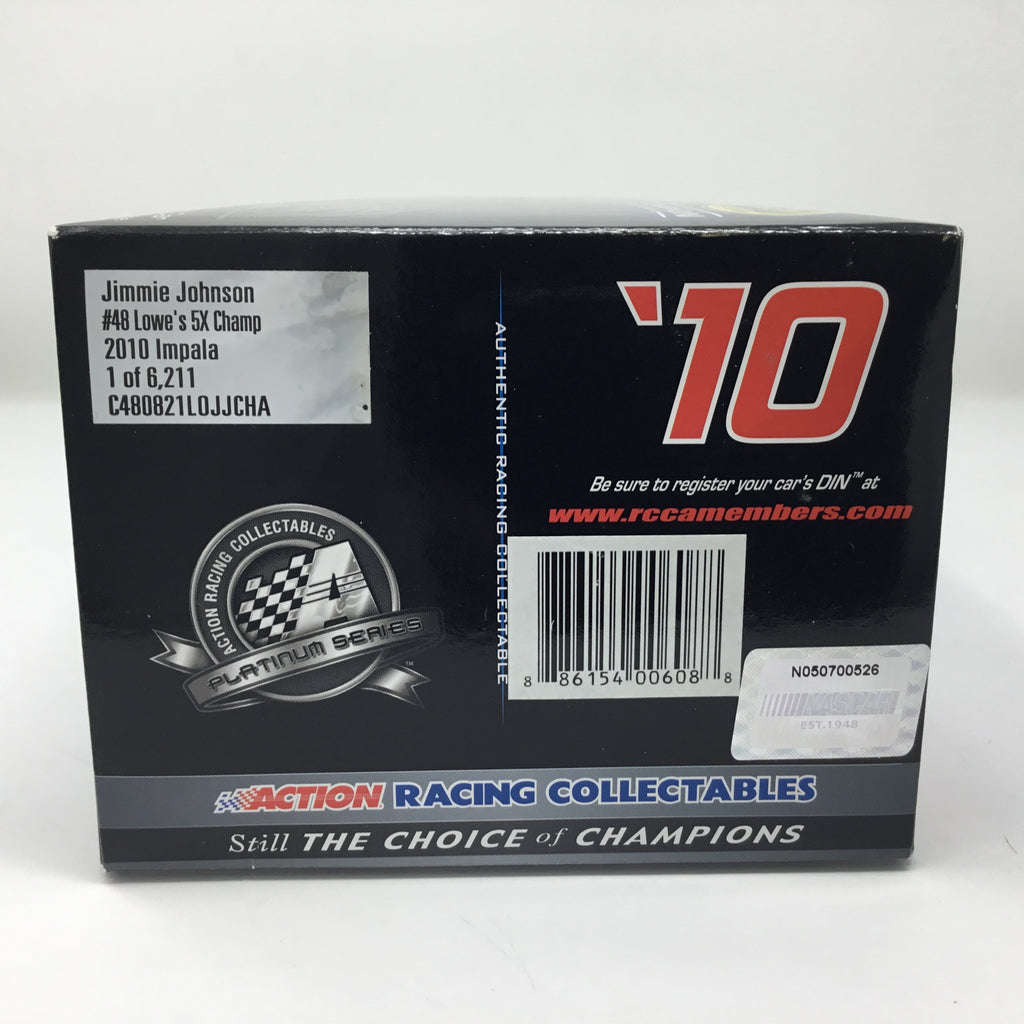 Jimmie Johnson
#48 Lowe's 5X Champ
2010 Impala
1 of 6,211
C480821LOJJCHA
'10
Be sure to register your car's DIN™ at
www.rccamembers.com
AUTHENTIC RACING COLLECTABLE
ACTION RACING COLLECTABLES
A
PLATINUM SERIES
™
8 86154 00608 8
N050700526
NASCAR
EST.1948
ACTION RACING COLLECTABLES
Still THE CHOICE of CHAMPIONS